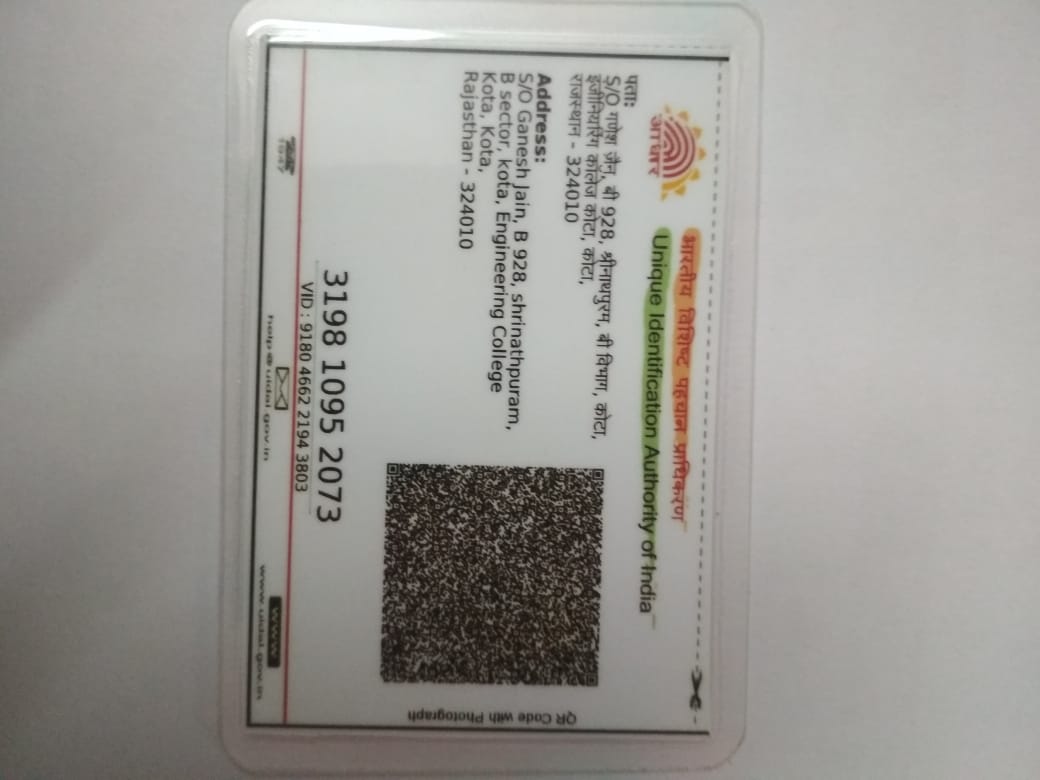 आधार
भारतीय विशिष्ट पहचान प्राधिकरण
Unique Identification Authority of India
पता:
S/O गणेश जैन, बी 928, श्रीनाथपुरम, बी विभाग, कोटा,
इंजीनियरिंग कॉलेज कोटा, कोटा,
राजस्थान - 324010
Address:
S/O Ganesh Jain, B 928, shrinathpuram,
B sector, kota, Engineering College
Kota, Kota,
Rajasthan - 324010
QR Code with Photograph
3198 1095 2073
VID : 9180 4662 2194 3803
1947
help@uidai.gov.in
www
www.uidai.gov.in